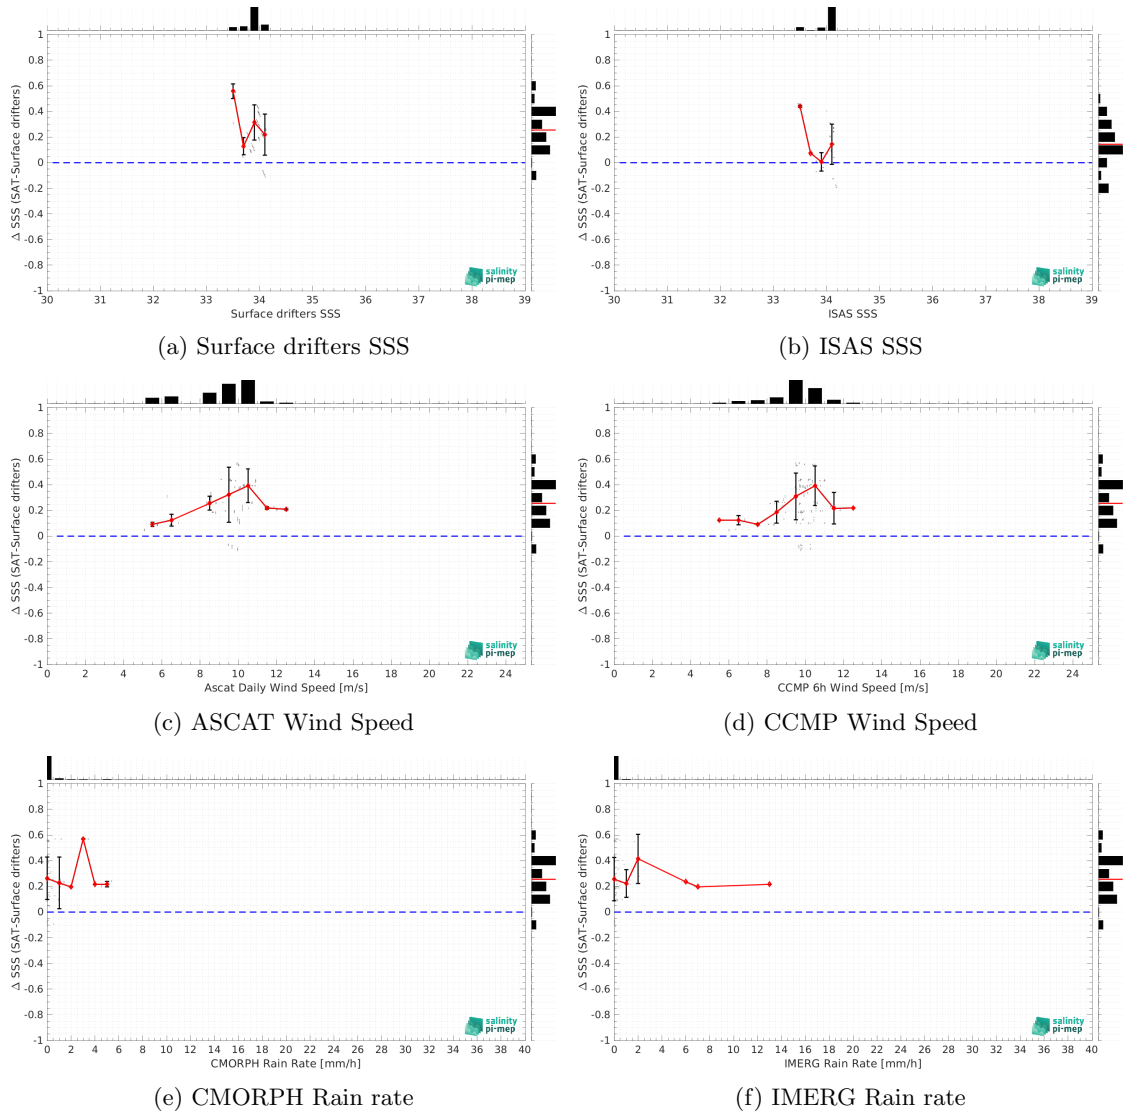 1
0.8
0.6
0.4
0.2
0
-0.2
-0.4
-0.6
-0.8
-1
Δ SSS (SAT-Surface drifters)
30 31 32 33 34 35 36 37 38 39
Surface drifters SSS
salinity
pi-mep
(a) Surface drifters SSS
1
0.8
0.6
0.4
0.2
0
-0.2
-0.4
-0.6
-0.8
-1
Δ SSS (SAT-Surface drifters)
30 31 32 33 34 35 36 37 38 39
ISAS SSS
salinity
pi-mep
(b) ISAS SSS
1
0.8
0.6
0.4
0.2
0
-0.2
-0.4
-0.6
-0.8
-1
Δ SSS (SAT-Surface drifters)
0 2 4 6 8 10 12 14 16 18 20 22 24
Ascat Daily Wind Speed [m/s]
salinity
pi-mep
(c) ASCAT Wind Speed
1
0.8
0.6
0.4
0.2
0
-0.2
-0.4
-0.6
-0.8
-1
Δ SSS (SAT-Surface drifters)
0 2 4 6 8 10 12 14 16 18 20 22 24
CCMP 6h Wind Speed [m/s]
salinity
pi-mep
(d) CCMP Wind Speed
1
0.8
0.6
0.4
0.2
0
-0.2
-0.4
-0.6
-0.8
-1
Δ SSS (SAT-Surface drifters)
0 2 4 6 8 10 12 14 16 18 20 22 24 26 28 30 32 34 36 38 40
CMORPH Rain Rate [mm/h]
salinity
pi-mep
(e) CMORPH Rain rate
1
0.8
0.6
0.4
0.2
0
-0.2
-0.4
-0.6
-0.8
-1
Δ SSS (SAT-Surface drifters)
0 2 4 6 8 10 12 14 16 18 20 22 24 26 28 30 32 34 36 38 40
IMERG Rain Rate [mm/h]
salinity
pi-mep
(f) IMERG Rain rate